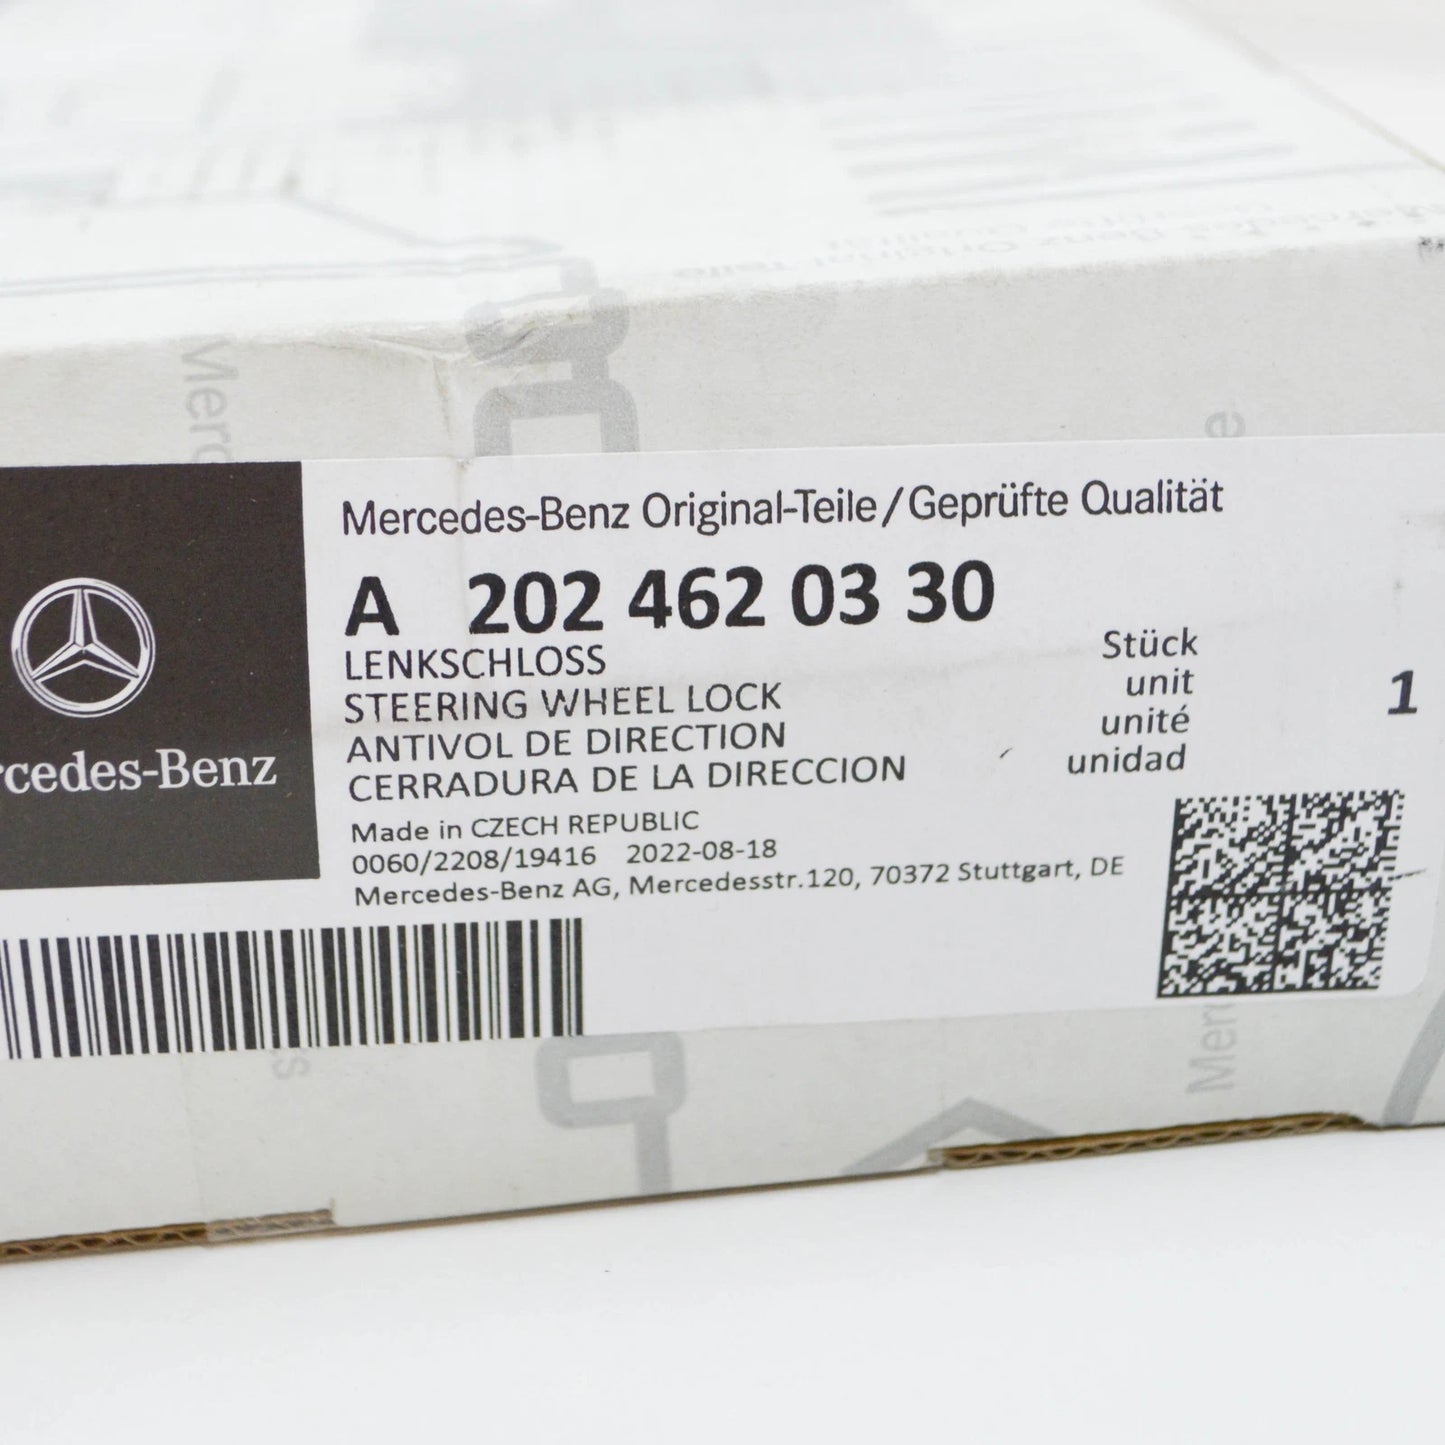 Mercedes-Benz Original-Teile/Geprüfte Qualität
A 202 462 03 30
LENKSCHLOSS
STEERING WHEEL LOCK
ANTIVOL DE DIRECTION
CERRADURA DE LA DIRECCION
Stück
unit
unité
unidad
1
Made in CZECH REPUBLIC
0060/2208/19416 2022-08-18
Mercedes-Benz AG, Mercedesstr.120, 70372 Stuttgart, DE
rcedes-Benz